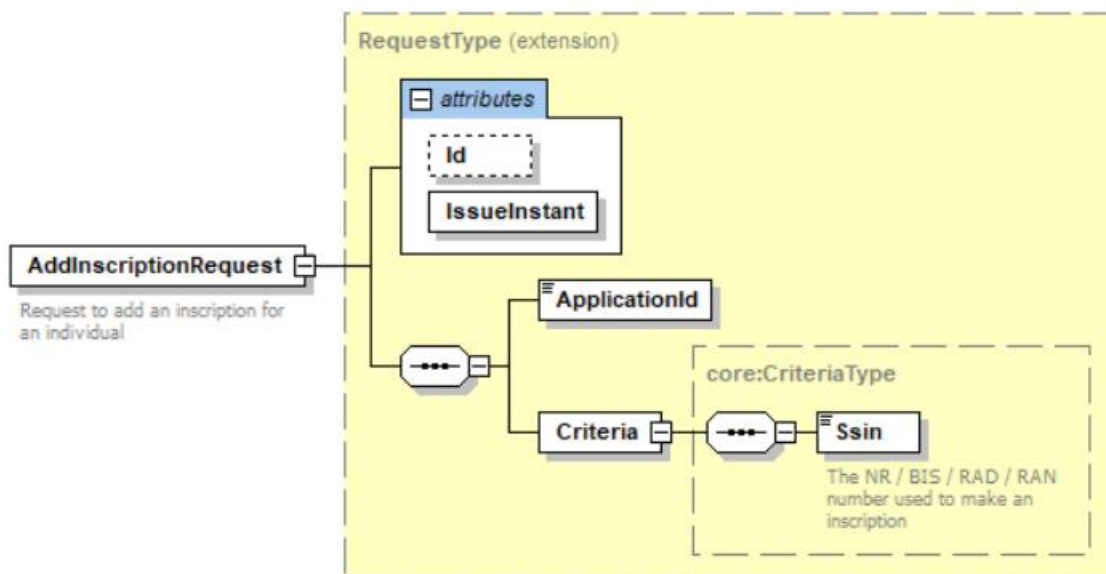 RequestType (extension)
attributes
Id
IssueInstant
AddInscriptionRequest
Request to add an inscription for
an individual
ApplicationId
core:CriteriaType
Criteria
Ssin
The NR / BIS / RAD / RAN
number used to make an
inscription